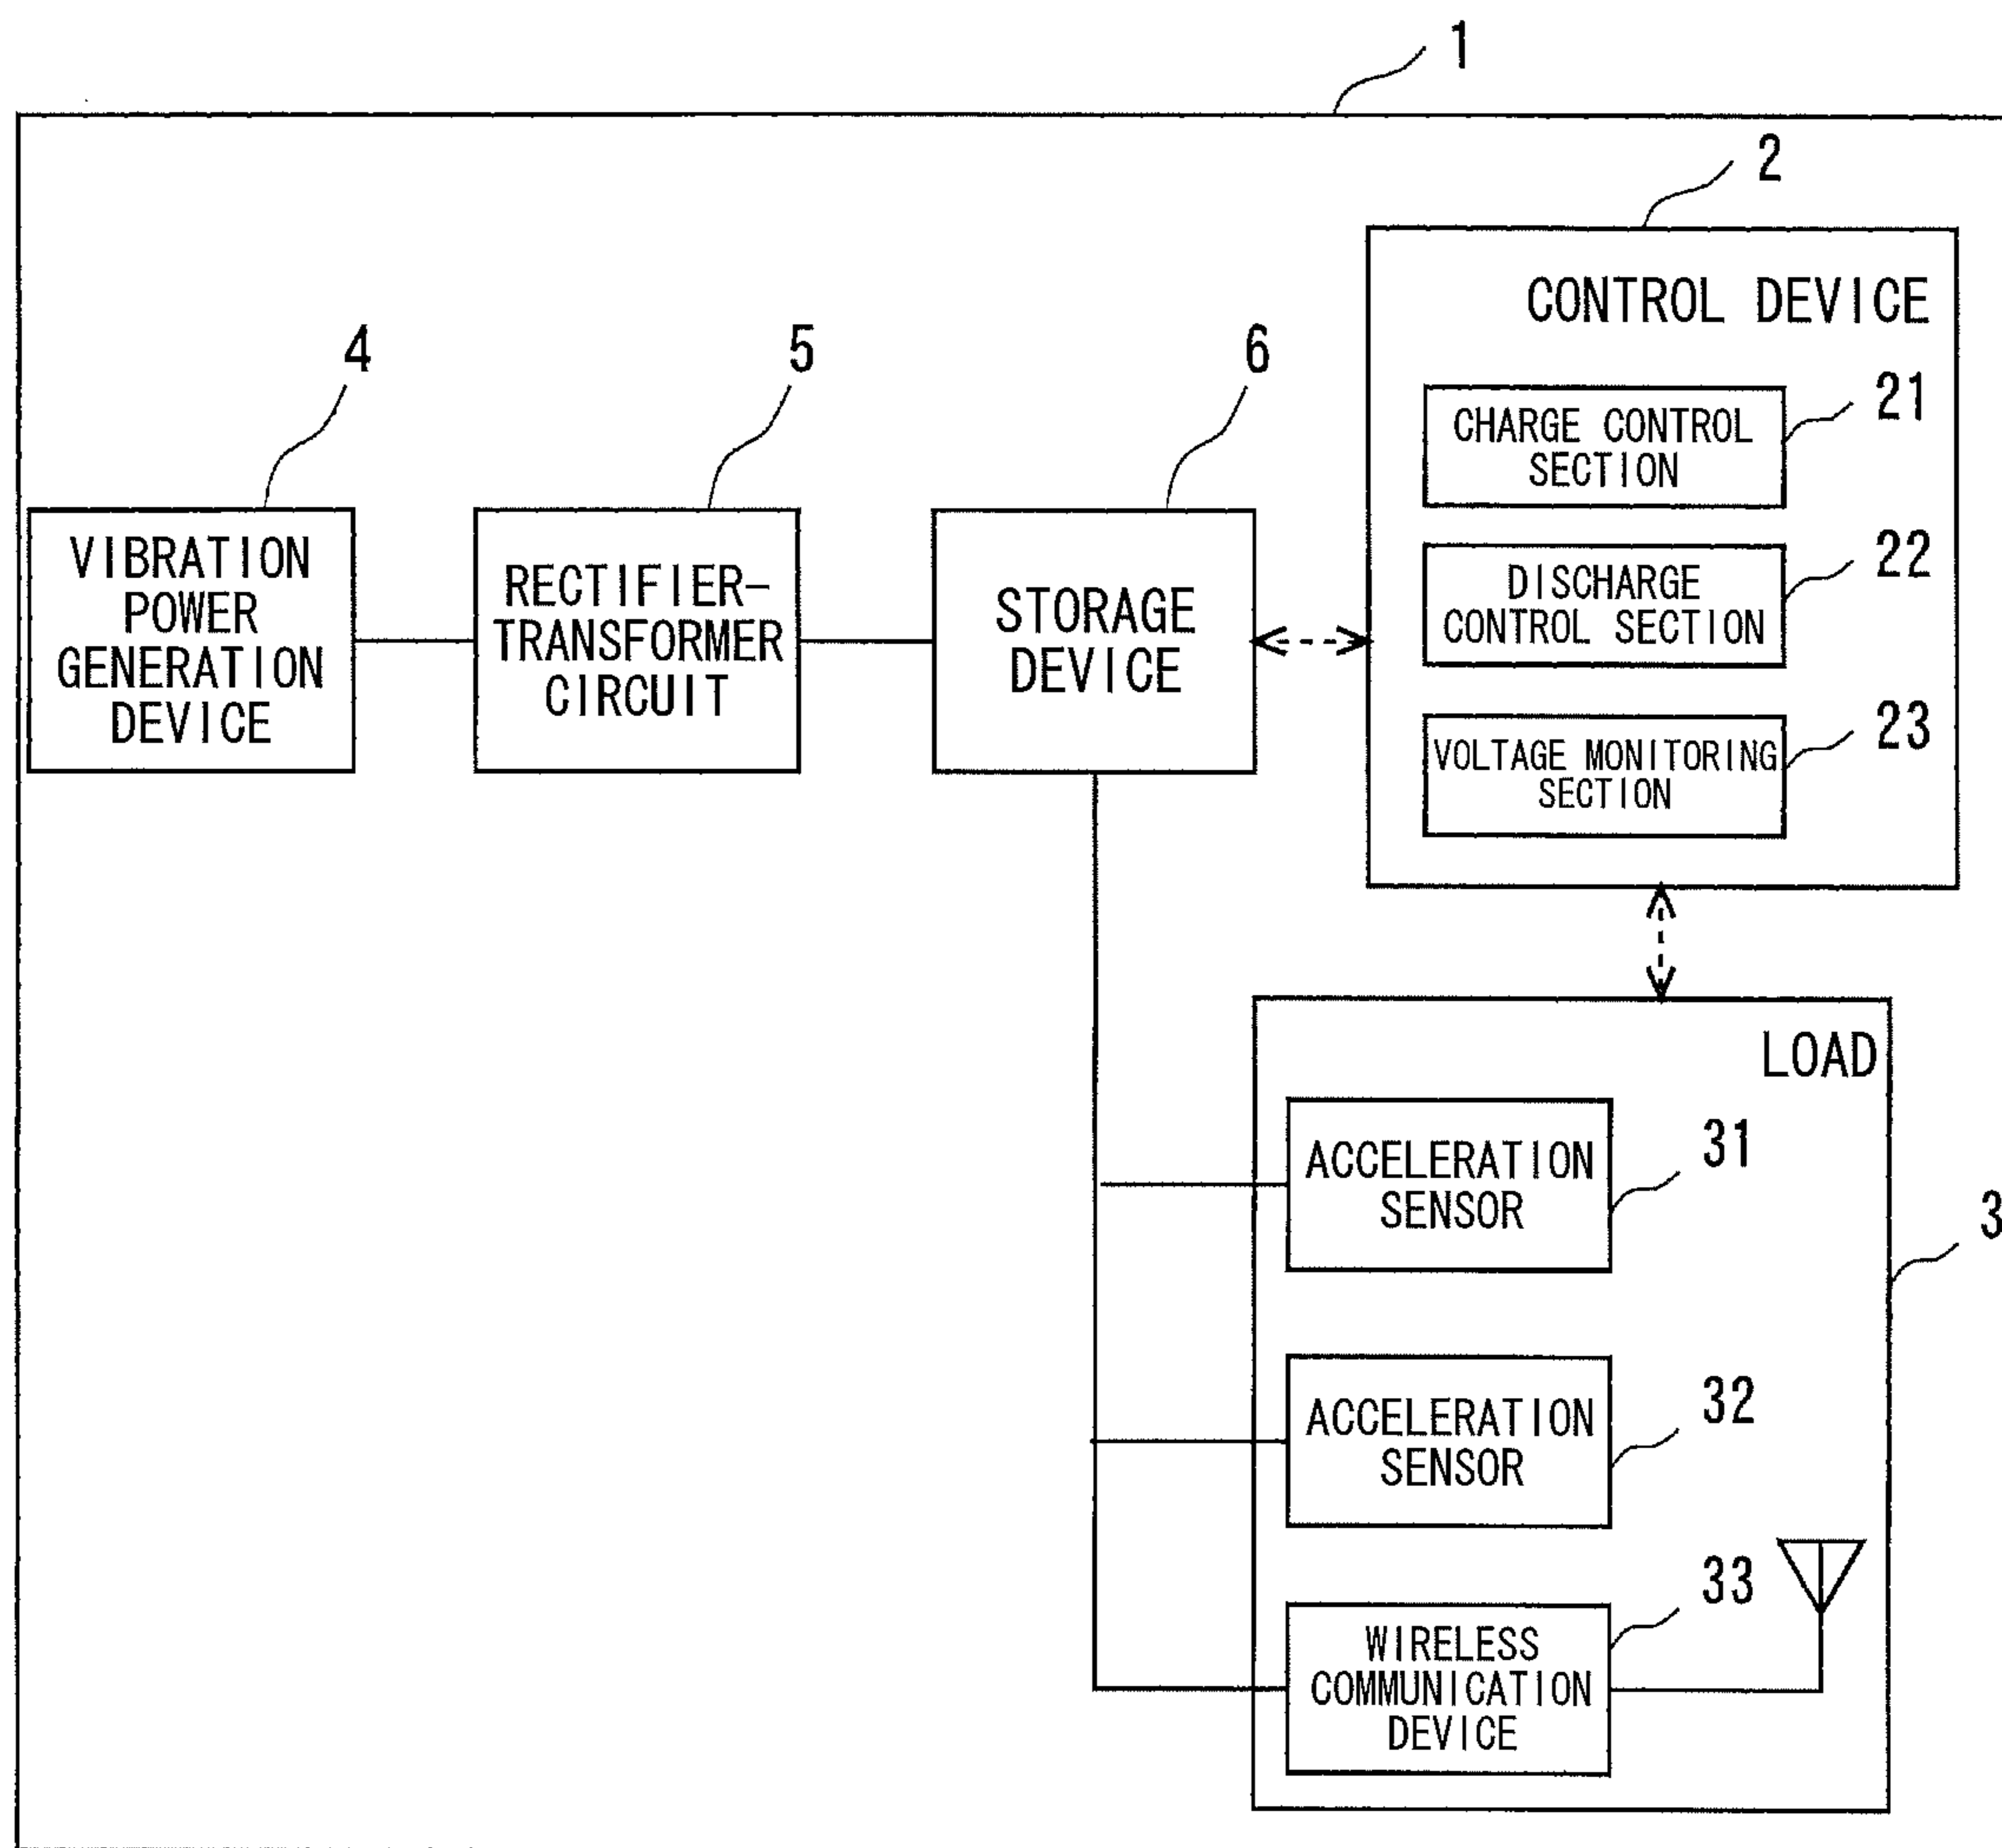 1
2
CONTROL DEVICE
21
CHARGE CONTROL
SECTION
22
DISCHARGE
CONTROL SECTION
23
VOLTAGE MONITORING
SECTION
4
VIBRATION
POWER
GENERATION
DEVICE
5
RECTIFIER-
TRANSFORMER
CIRCUIT
6
STORAGE
DEVICE
LOAD
3
31
ACCELERATION
SENSOR
32
ACCELERATION
SENSOR
33
WIRELESS
COMMUNICATION
DEVICE